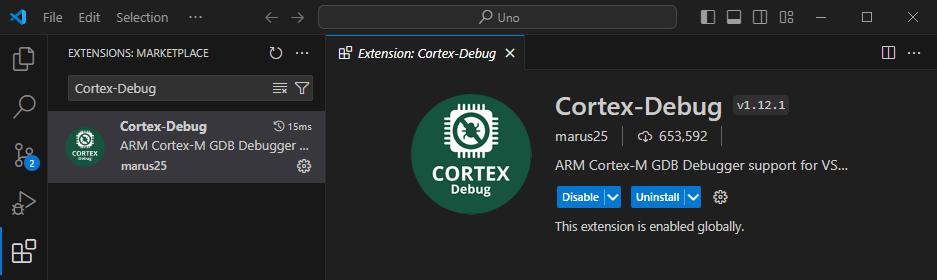 File Edit Selection ··· Uno
EXTENSIONS: MARKETPLACE ···
Cortex-Debug
Cortex-Debug 15ms
ARM Cortex-M GDB Debugger ...
marus25
CORTEX
Debug
2
Extension: Cortex-Debug ···
CORTEX
Debug
Cortex-Debug v1.12.1
marus25 653,592
ARM Cortex-M GDB Debugger support for VS...
Disable Uninstall
This extension is enabled globally.